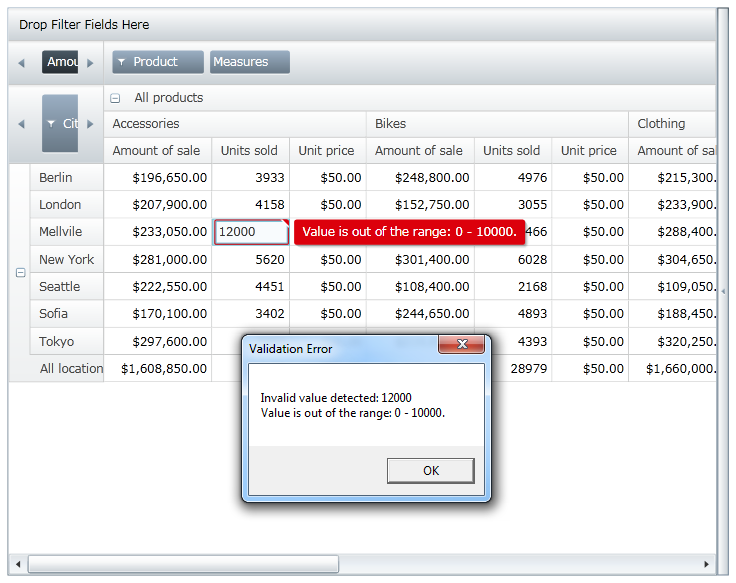 Drop Filter Fields Here
Amou Product Measures
Cit All products
Accessories Bikes Clothing
Amount of sale Units sold Unit price Amount of sale Units sold Unit price Amount of sal
Berlin $196,650.00 3933 $50.00 $248,800.00 4976 $50.00 $215,300.
London $207,900.00 4158 $50.00 $152,750.00 3055 $50.00 $233,900.
Mellvile $233,050.00 12000 Value is out of the range: 0 - 10000. 466 $50.00 $288,400.
New York $281,000.00 5620 $50.00 $301,400.00 6028 $50.00 $304,650.
Seattle $222,550.00 4451 $50.00 $108,400.00 2168 $50.00 $109,050.
Sofia $170,100.00 3402 $50.00 $244,650.00 4893 $50.00 $188,450.
Tokyo $297,600.00 4393 $50.00 $320,250.
All location $1,608,850.00 28979 $50.00 $1,660,000.
Validation Error
Invalid value detected: 12000
Value is out of the range: 0 - 10000.
OK